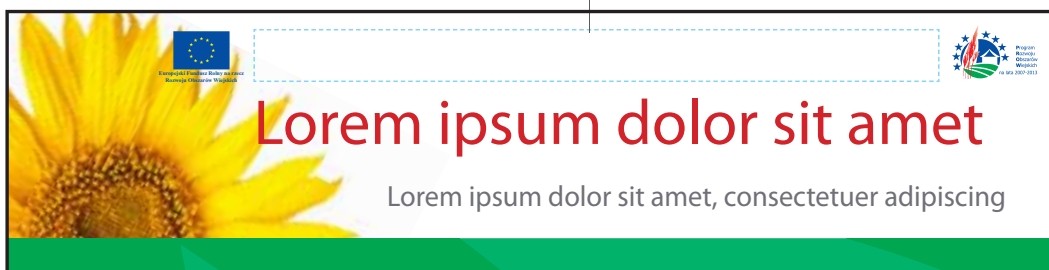 Europejski Fundusz Rolny na rzecz
Rozwoju Obszarów Wiejskich
Program
Rozwoju
Obszarów
Wiejskich
na lata 2007-2013
Lorem ipsum dolor sit amet
Lorem ipsum dolor sit amet, consectetuer adipiscing